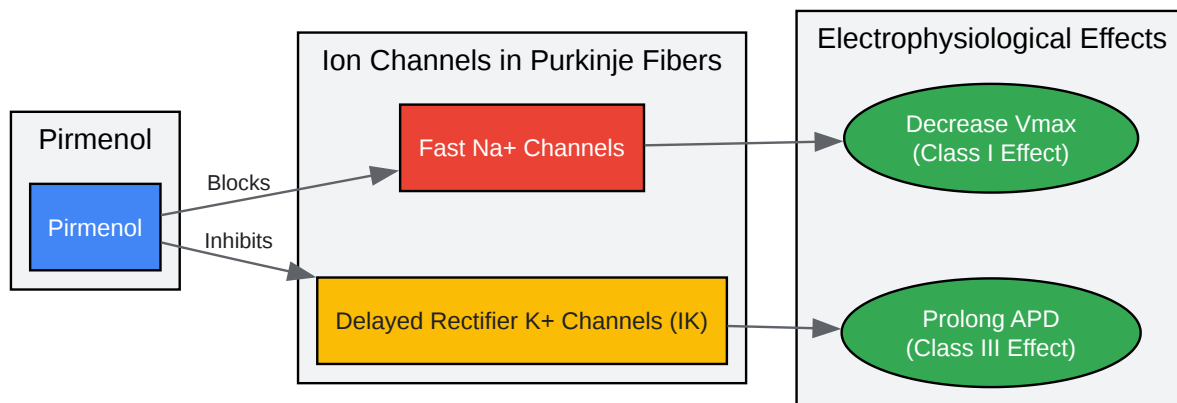 Pirmenol
Pirmenol
Blocks
Inhibits
Ion Channels in Purkinje Fibers
Fast Na+ Channels
Delayed Rectifier K+ Channels (IK)
Electrophysiological Effects
Decrease Vmax
(Class I Effect)
Prolong APD
(Class III Effect)